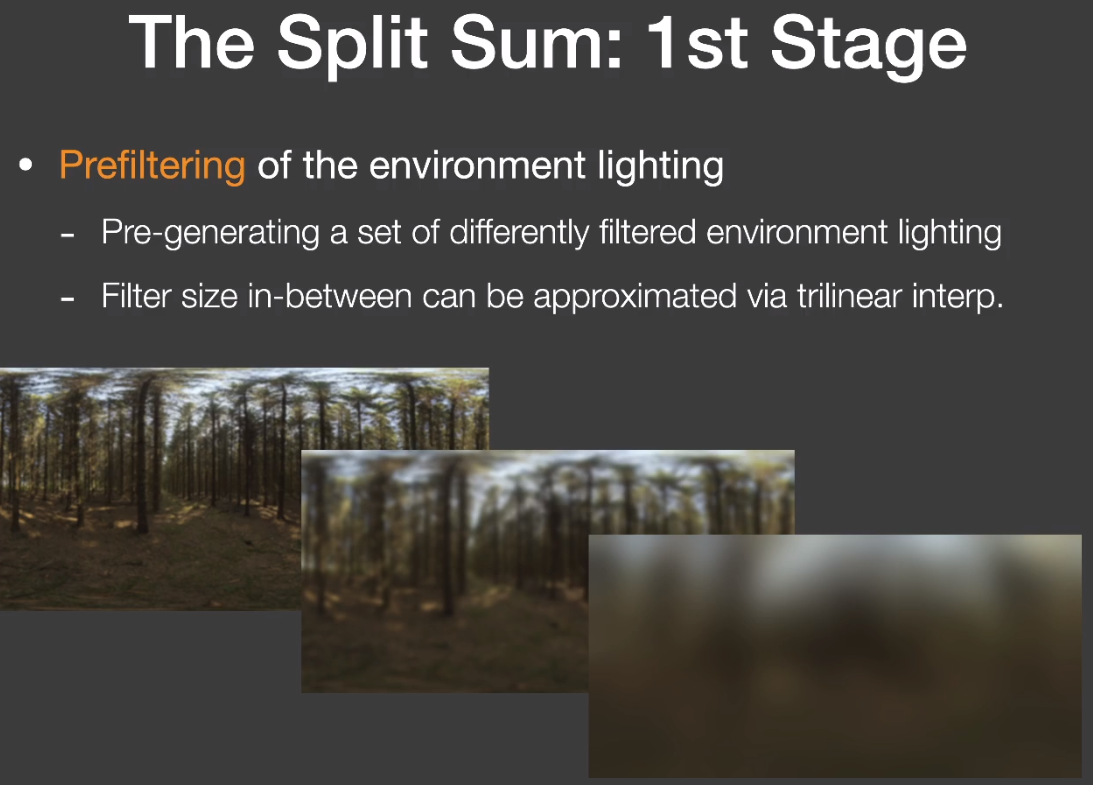 The Split Sum: 1st Stage
• Prefiltering of the environment lighting
- Pre-generating a set of differently filtered environment lighting
- Filter size in-between can be approximated via trilinear interp.